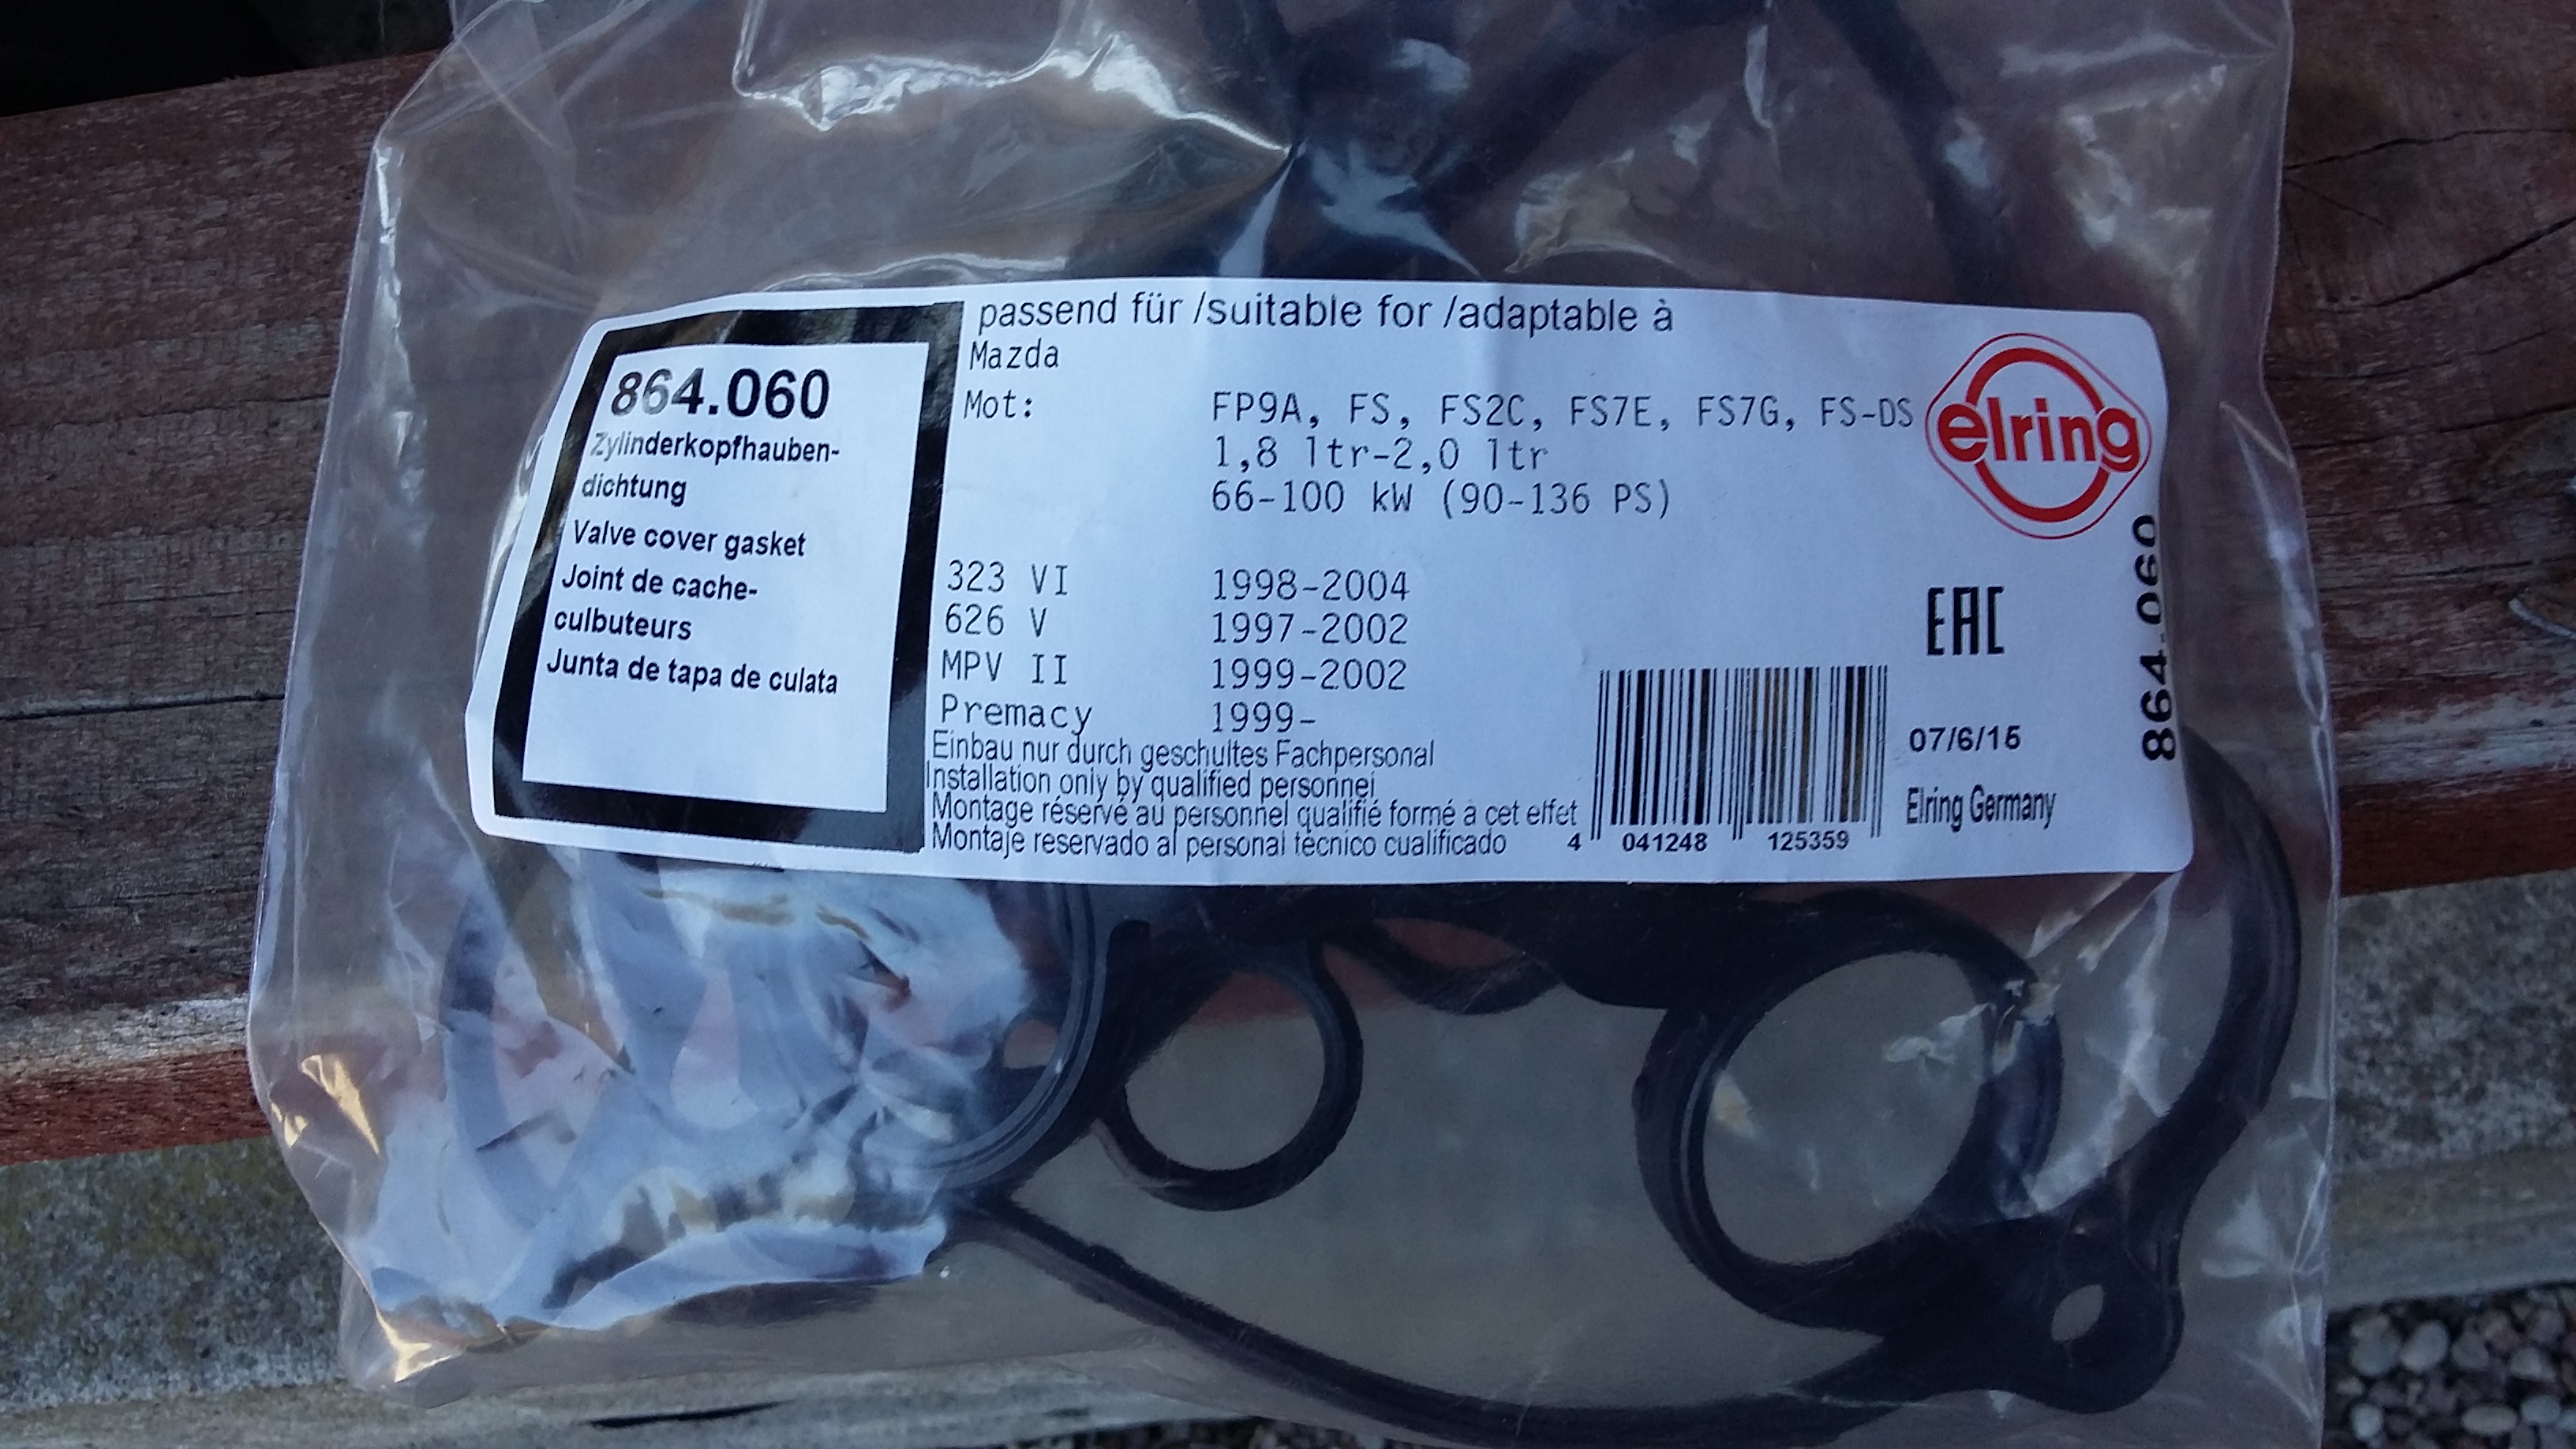 864.060
Zylinderkopfhauben-
dichtung
Valve cover gasket
Joint de cache-
culbuteurs
Junta de tapa de culata
passend für /suitable for /adaptable à
Mazda
Mot: FP9A, FS, FS2C, FS7E, FS7G, FS-DS
1,8 ltr-2,0 ltr
66-100 kW (90-136 PS)
323 VI 1998-2004
626 V 1997-2002
MPV II 1999-2002
Premacy 1999-
Einbau nur durch geschultes Fachpersonal
Installation only by qualified personnel
Montage réservé au personnel qualifié formé à cet effet
Montaje reservado al personal técnico cualificado
4 041248 125359
elring
EAC
07/6/15
Elring Germany
864.060